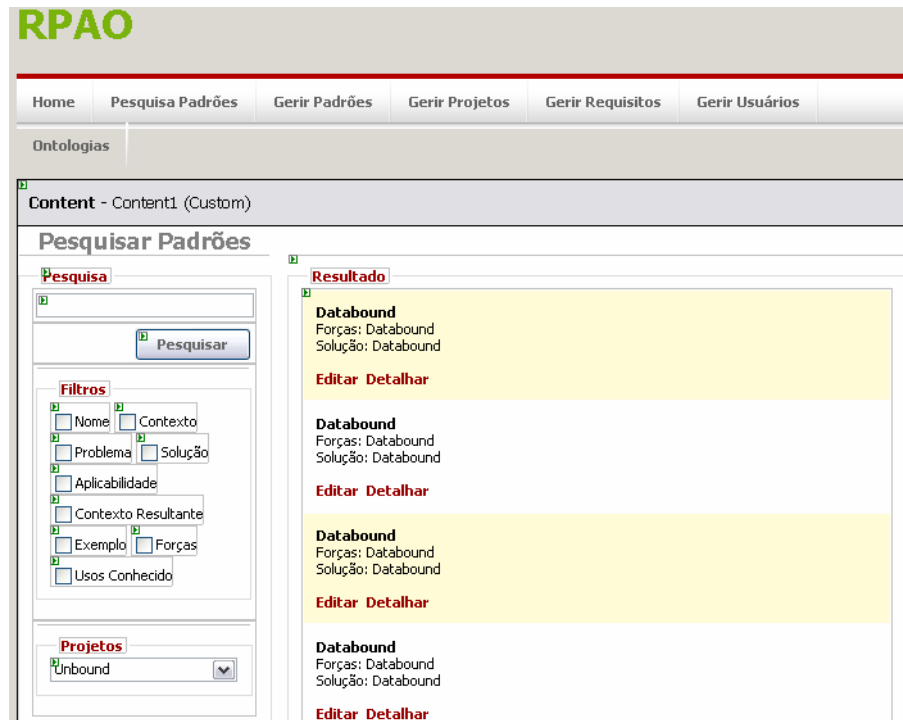 RPAO
Home Pesquisa Padrões Gerir Padrões Gerir Projetos Gerir Requisitos Gerir Usuários
Ontologias
Content - Content1 (Custom)
Pesquisar Padrões
Pesquisa
Pesquisar
Filtros
Nome Contexto
Problema Solução
Aplicabilidade
Contexto Resultante
Exemplo Forças
Usos Conhecido
Projetos
Unbound
Resultado
Databound
Forças: Databound
Solução: Databound
Editar Detalhar
Databound
Forças: Databound
Solução: Databound
Editar Detalhar
Databound
Forças: Databound
Solução: Databound
Editar Detalhar
Databound
Forças: Databound
Solução: Databound
Editar Detalhar